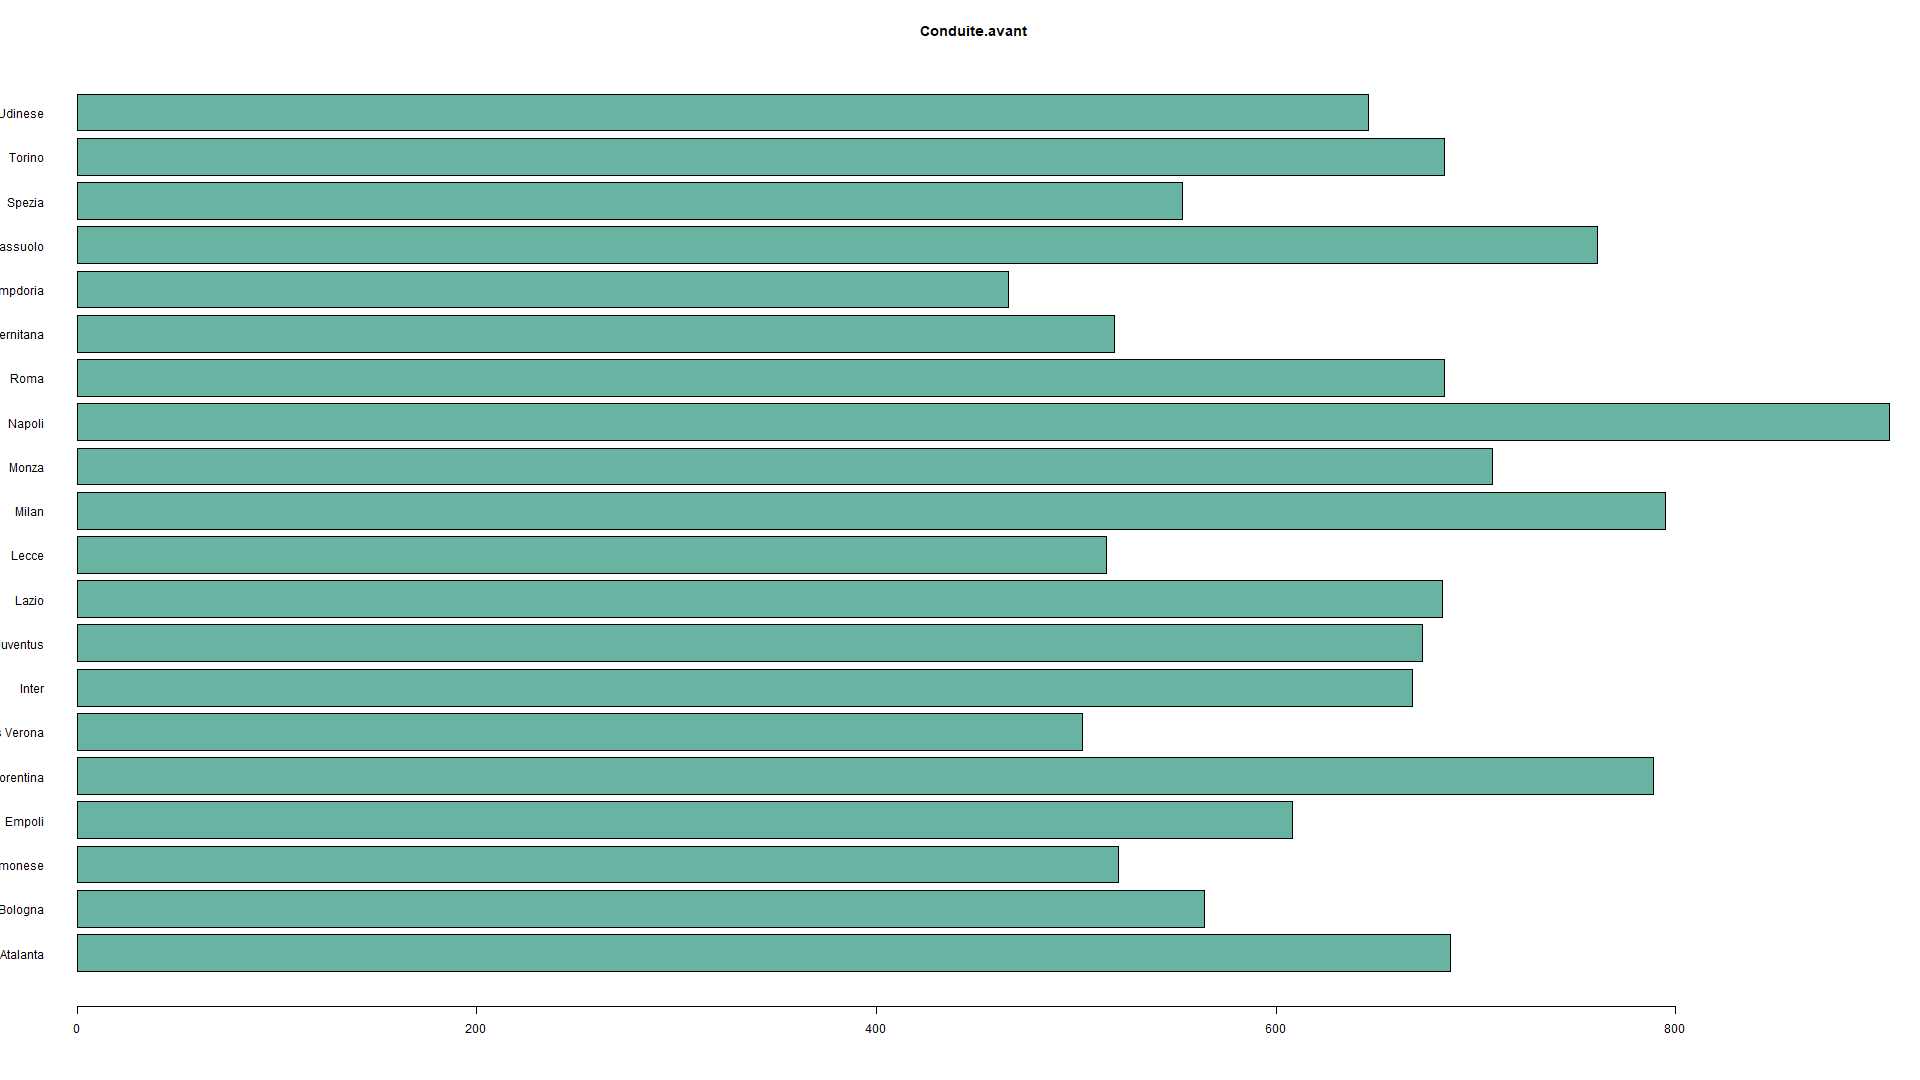 Conduite.avant
Udinese
Torino
Spezia
assuolo
mpdoria
ernitana
Roma
Napoli
Monza
Milan
Lecce
Lazio
Juventus
Inter
s Verona
orentina
Empoli
monese
Bologna
Atalanta
0 200 400 600 800